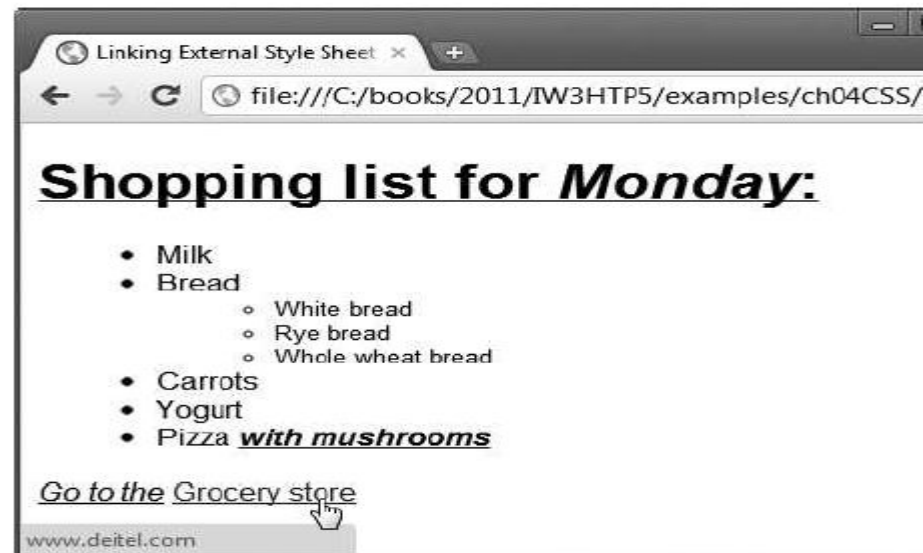 Linking External Style Sheet
file:///C:/books/2011/IW3HTP5/examples/ch04CSS/
Shopping list for Monday:
Milk
Bread
White bread
Rye bread
Whole wheat bread
Carrots
Yogurt
Pizza with mushrooms
Go to the Grocery store
www.deitel.com